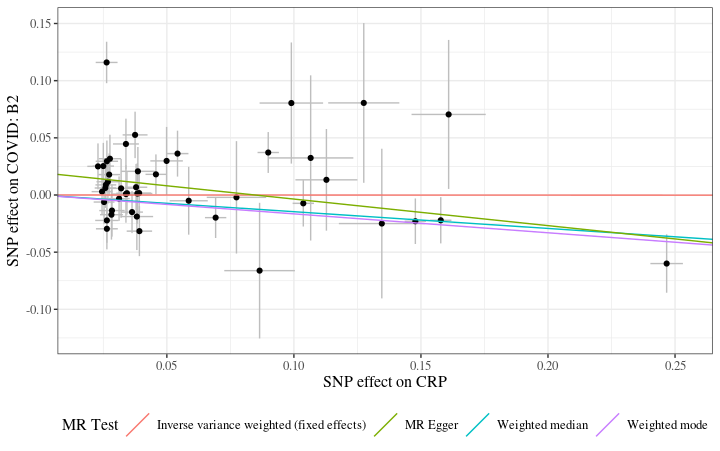 0.15
0.10
0.05
0.00
-0.05
-0.10
SNP effect on COVID: B2
0.05
0.10
0.15
0.20
0.25
SNP effect on CRP
MR Test
Inverse variance weighted (fixed effects)
MR Egger
Weighted median
Weighted mode